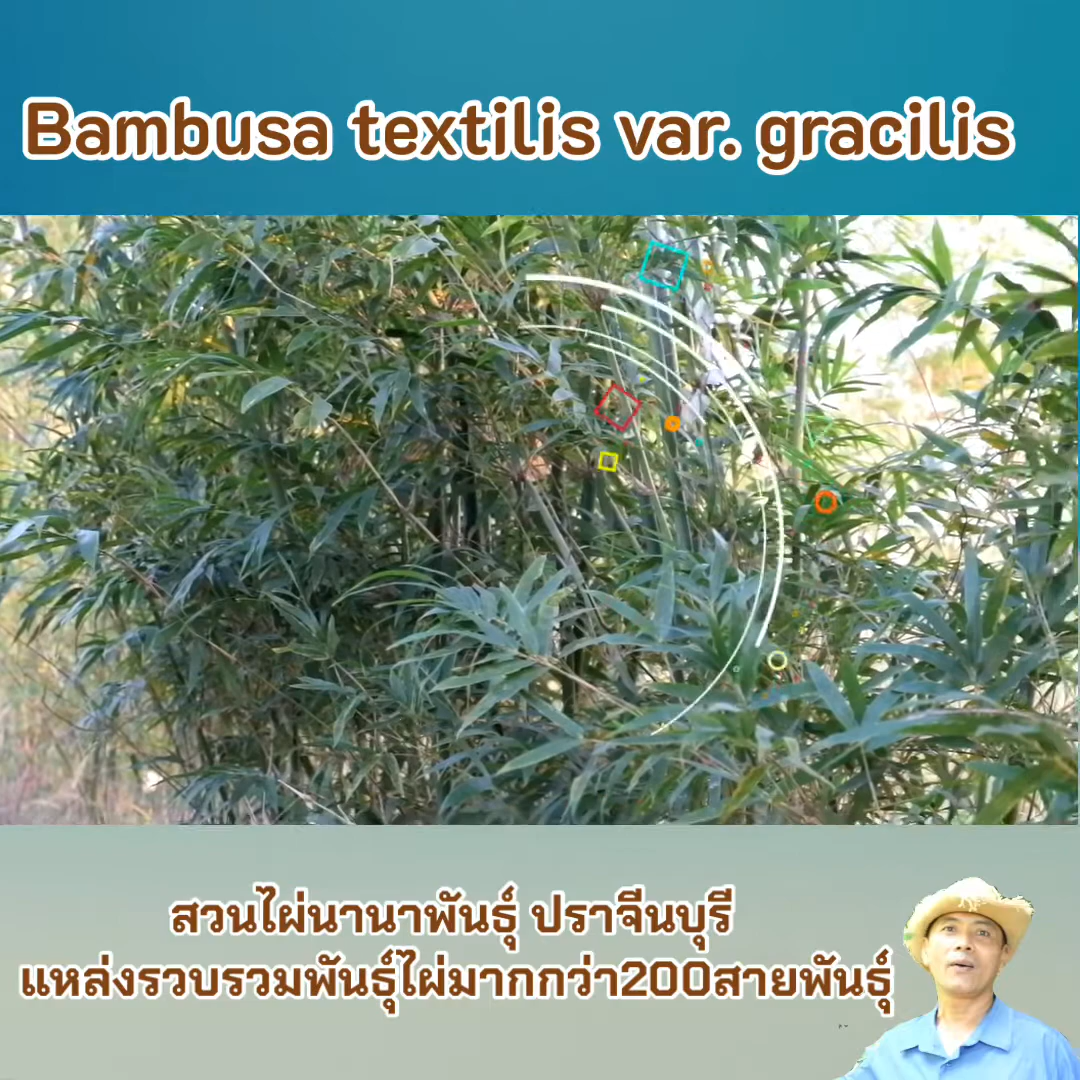 Bambusa textilis var. gracilis
สวนไผ่นานาพันธุ์ ปราจีนบุรี
แหล่งรวบรวมพันธุ์ไผ่มากกว่า200สายพันธุ์